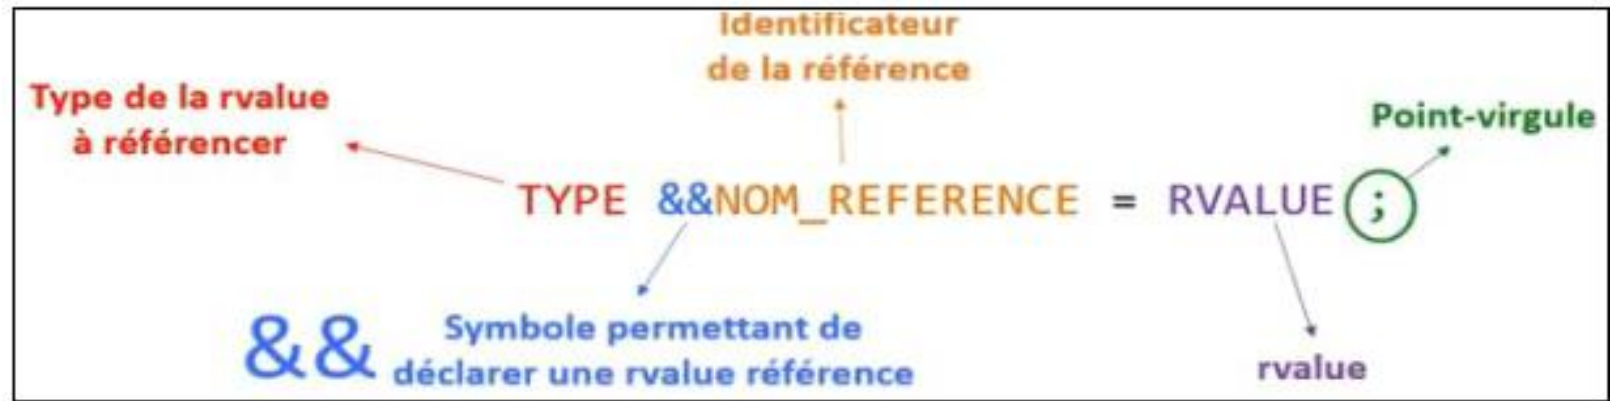 Identificateur
de la référence
Type de la rvalue
à référencer
Point-virgule
TYPE &&NOM_REFERENCE = RVALUE ;
&& Symbole permettant de
déclarer une rvalue référence
rvalue